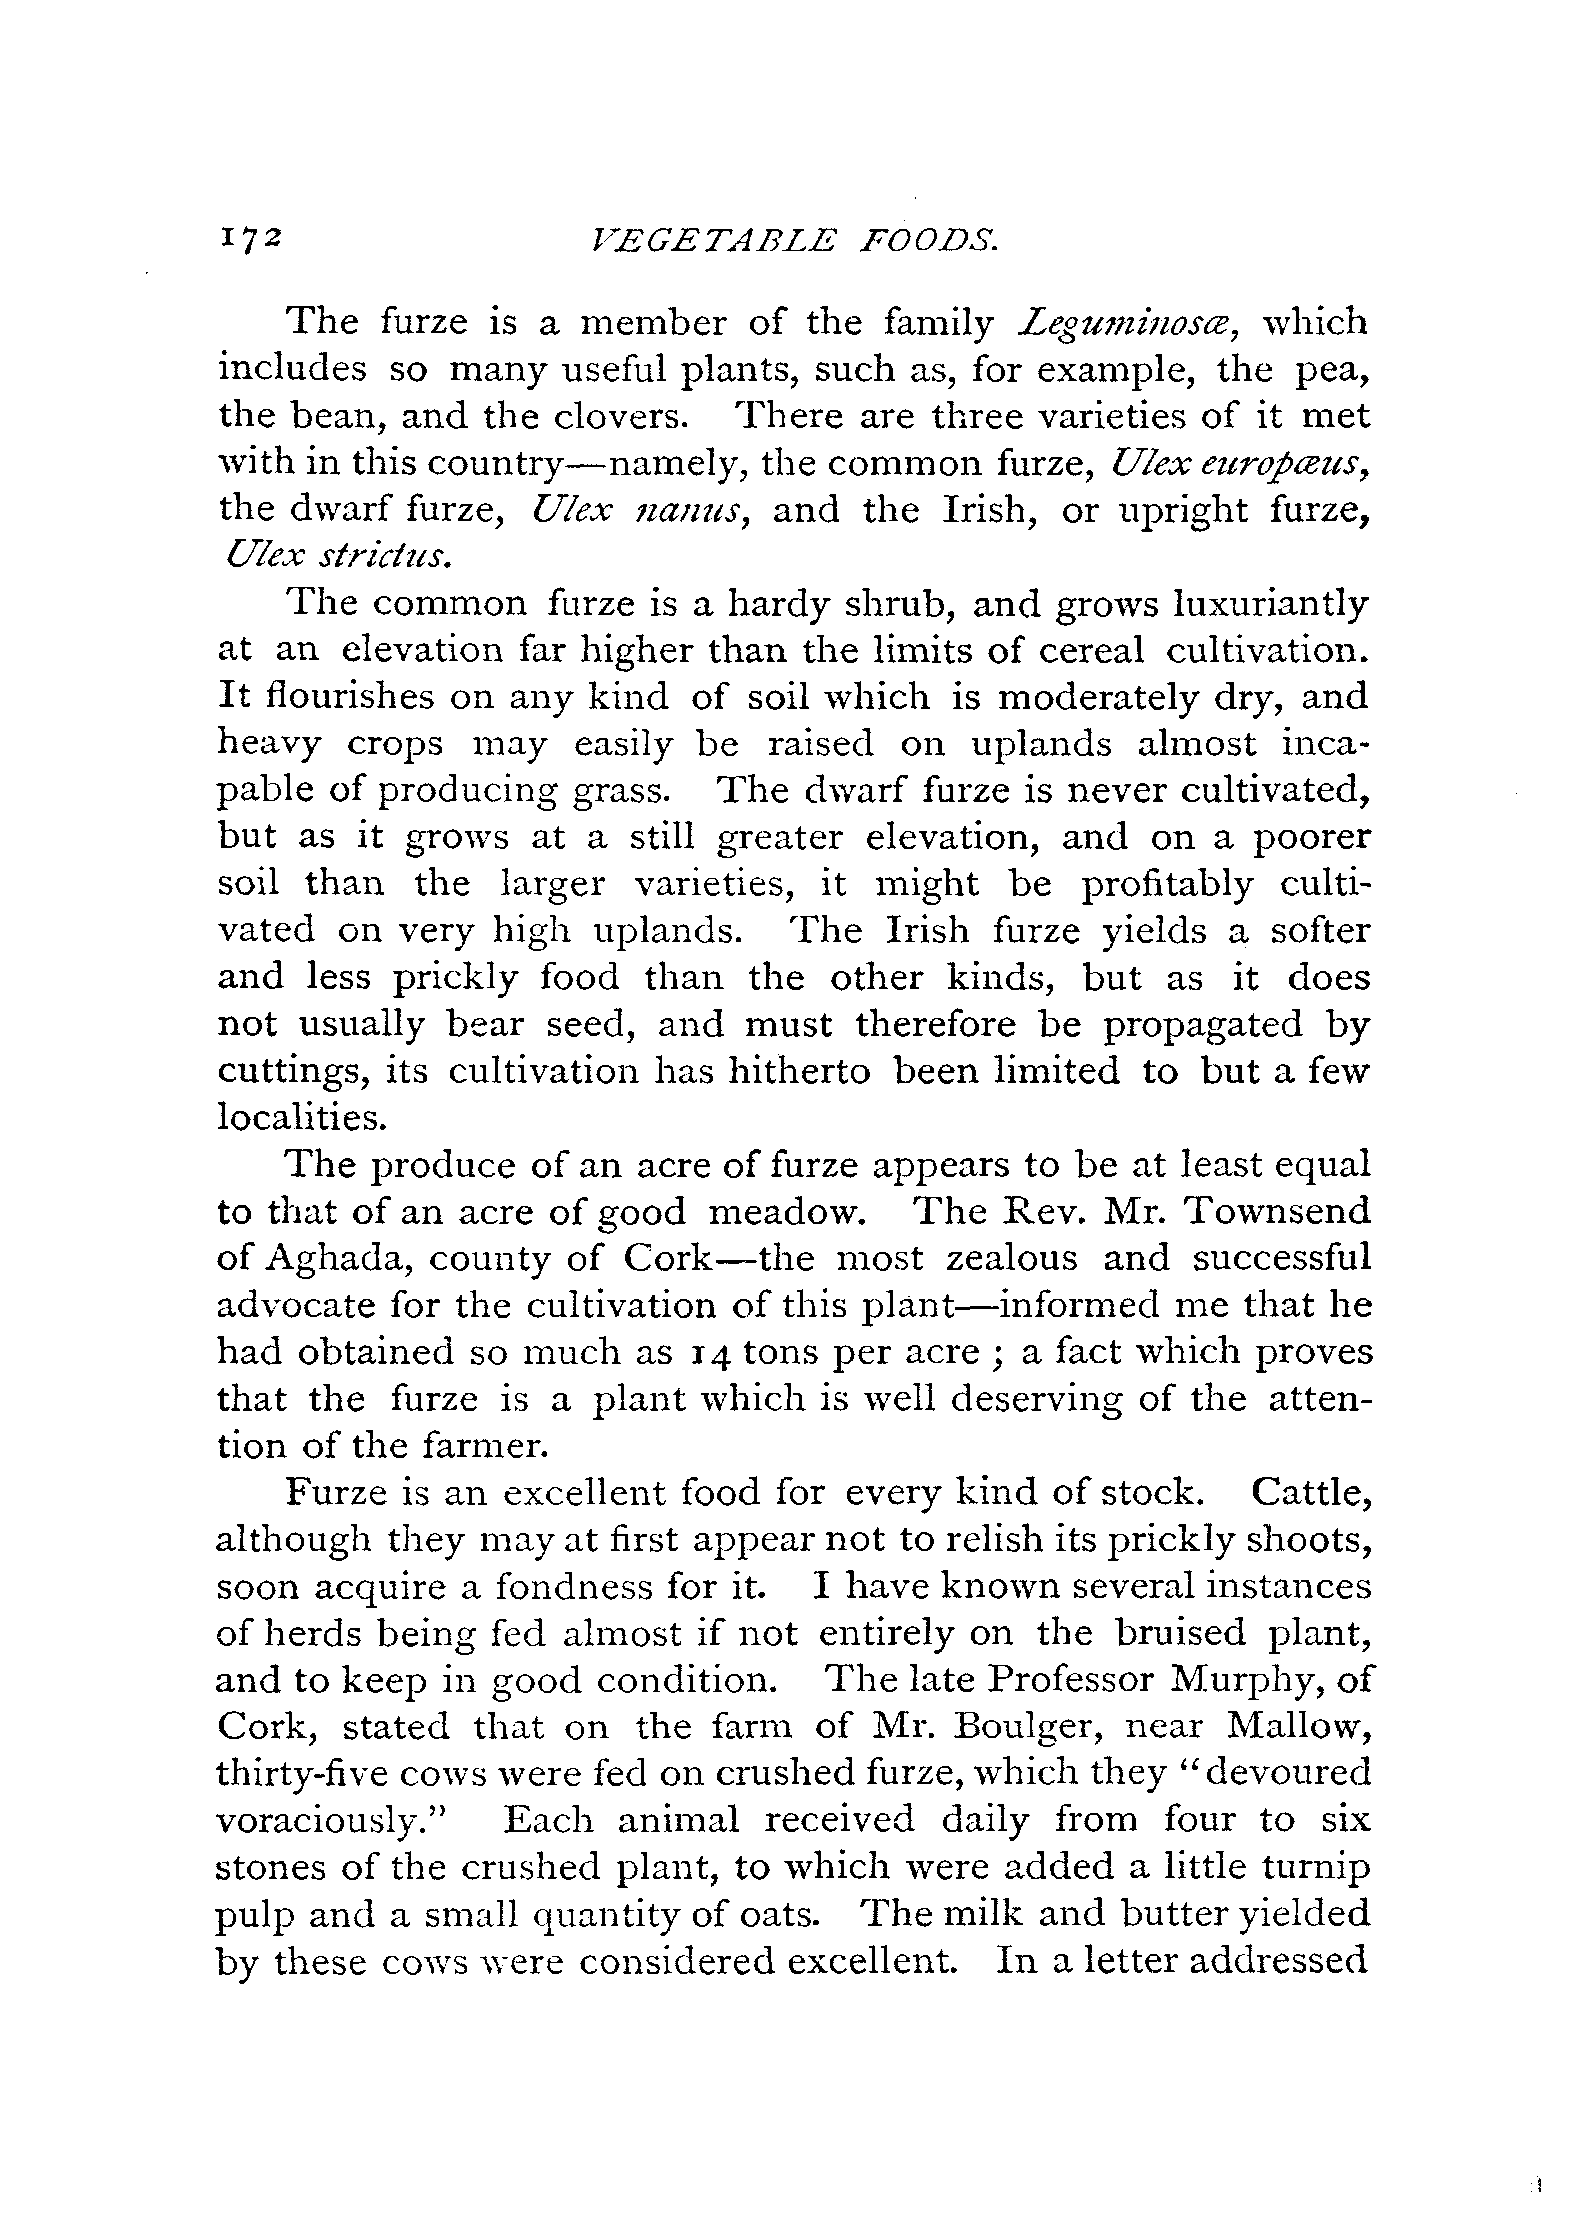 172 VEGETABLE FOODS.
The furze is a member of the family Leguminosæ, which
includes so many useful plants, such as, for example, the pea,
the bean, and the clovers. There are three varieties of it met
with in this country—namely, the common furze, Ulex europæus,
the dwarf furze, Ulex nanus, and the Irish, or upright furze,
Ulex strictus.
The common furze is a hardy shrub, and grows luxuriantly
at an elevation far higher than the limits of cereal cultivation.
It flourishes on any kind of soil which is moderately dry, and
heavy crops may easily be raised on uplands almost inca-
pable of producing grass. The dwarf furze is never cultivated,
but as it grows at a still greater elevation, and on a poorer
soil than the larger varieties, it might be profitably culti-
vated on very high uplands. The Irish furze yields a softer
and less prickly food than the other kinds, but as it does
not usually bear seed, and must therefore be propagated by
cuttings, its cultivation has hitherto been limited to but a few
localities.
The produce of an acre of furze appears to be at least equal
to that of an acre of good meadow. The Rev. Mr. Townsend
of Aghada, county of Cork—the most zealous and successful
advocate for the cultivation of this plant—informed me that he
had obtained so much as 14 tons per acre ; a fact which proves
that the furze is a plant which is well deserving of the atten-
tion of the farmer.
Furze is an excellent food for every kind of stock. Cattle,
although they may at first appear not to relish its prickly shoots,
soon acquire a fondness for it. I have known several instances
of herds being fed almost if not entirely on the bruised plant,
and to keep in good condition. The late Professor Murphy, of
Cork, stated that on the farm of Mr. Boulger, near Mallow,
thirty-five cows were fed on crushed furze, which they “devoured
voraciously.” Each animal received daily from four to six
stones of the crushed plant, to which were added a little turnip
pulp and a small quantity of oats. The milk and butter yielded
by these cows were considered excellent. In a letter addressed